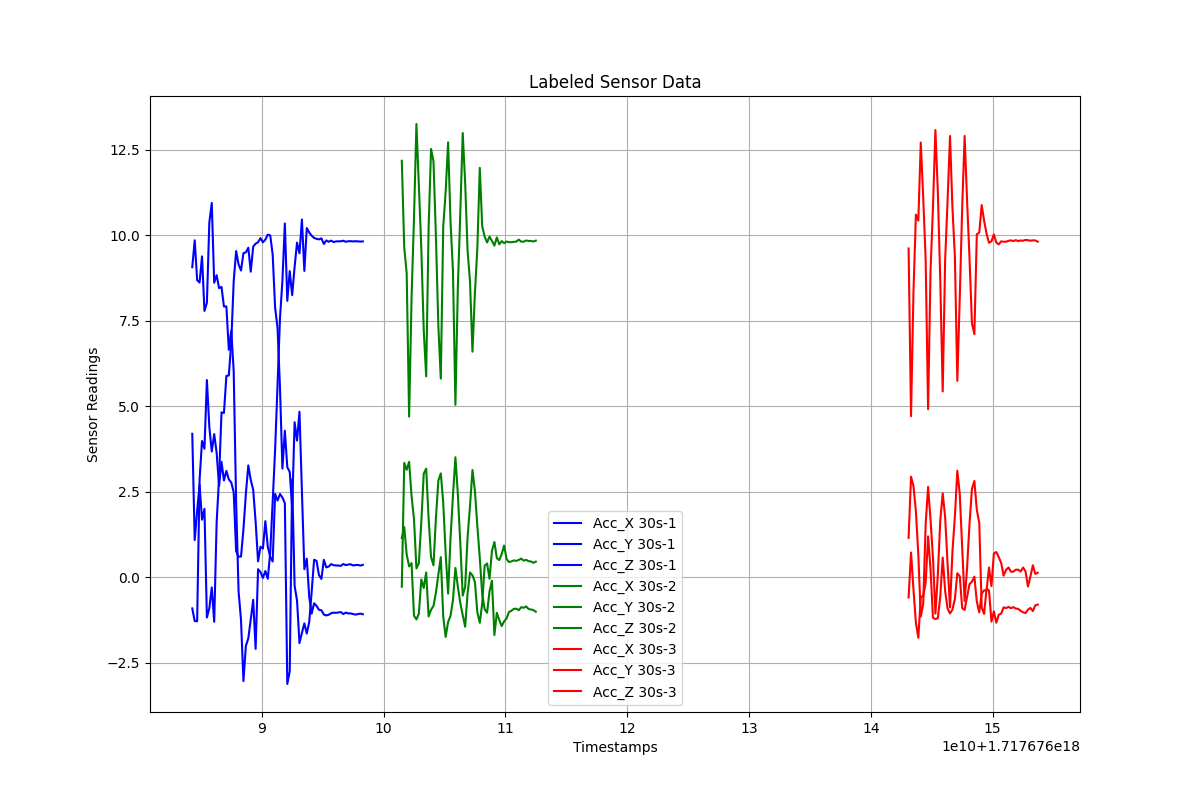 Labeled Sensor Data
12.5
10.0
7.5
5.0
2.5
0.0
−2.5
Sensor Readings
Acc_X 30s-1
Acc_Y 30s-1
Acc_Z 30s-1
Acc_X 30s-2
Acc_Y 30s-2
Acc_Z 30s-2
Acc_X 30s-3
Acc_Y 30s-3
Acc_Z 30s-3
9 10 11 12 13 14 15
Timestamps
1e10+1.717676e18